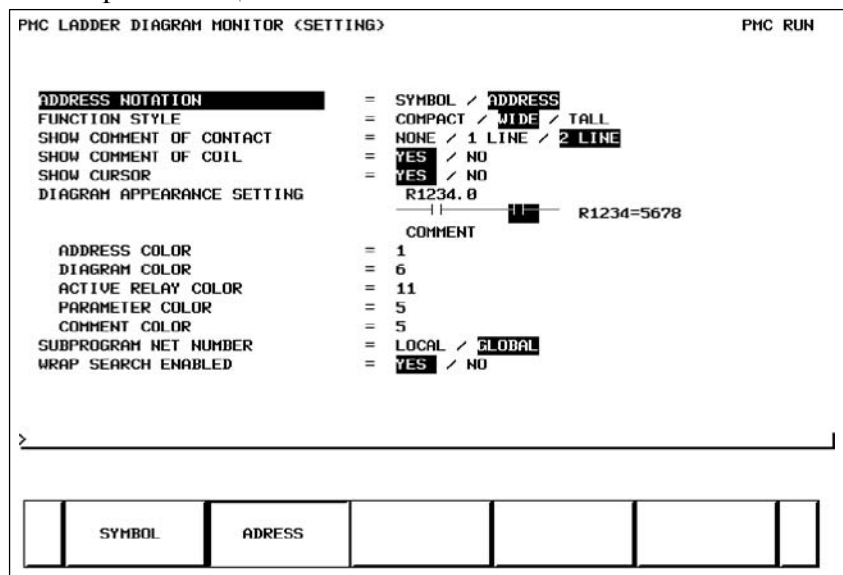 PMC LADDER DIAGRAM MONITOR (SETTING) PMC RUN
ADDRESS NOTATION = SYMBOL / ADDRESS
FUNCTION STYLE = COMPACT / WIDE / TALL
SHOW COMMENT OF CONTACT = NONE / 1 LINE / 2 LINE
SHOW COMMENT OF COIL = YES / NO
SHOW CURSOR = YES / NO
DIAGRAM APPEARANCE SETTING R1234.0
R1234=5678
COMMENT
ADDRESS COLOR = 1
DIAGRAM COLOR = 6
ACTIVE RELAY COLOR = 11
PARAMETER COLOR = 5
COMMENT COLOR = 5
SUBPROGRAM NET NUMBER = LOCAL / GLOBAL
WRAP SEARCH ENABLED = YES / NO
>
SYMBOL ADRESS